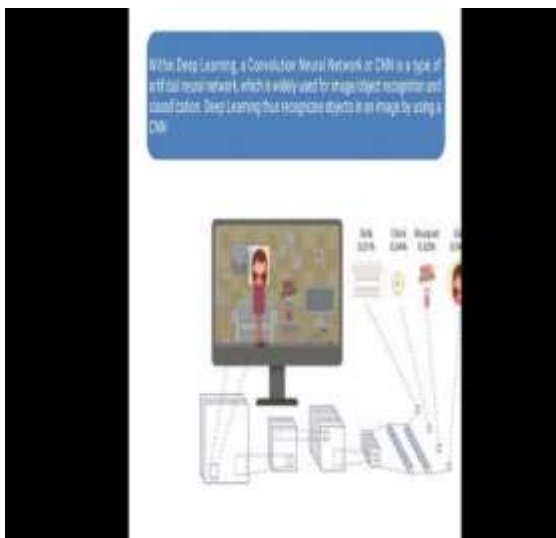 Within Deep Learning, a Convolution Neural Network or CNN is a type of
artificial neural network, which is widely used for image/object recognition and
classification. Deep Learning thus recognizes objects in an image by using a
CNN
Sofa Clock Bouquet